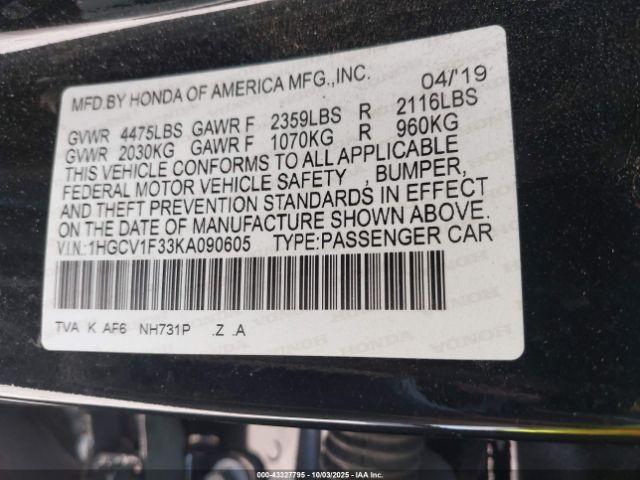 MFD.BY HONDA OF AMERICA MFG.,INC. 04/'19
GVWR 4475LBS GAWR F 2359LBS R 2116LBS
GVWR 2030KG GAWR F 1070KG R 960KG
THIS VEHICLE CONFORMS TO ALL APPLICABLE
FEDERAL MOTOR VEHICLE SAFETY , BUMPER,
AND THEFT PREVENTION STANDARDS IN EFFECT
ON THE DATE OF MANUFACTURE SHOWN ABOVE.
V.I.N.:1HGCV1F33KA090605 TYPE:PASSENGER CAR
TVA K AF6 NH731P .Z .A
000-43327795 - 10/03/2025 - IAA Inc.